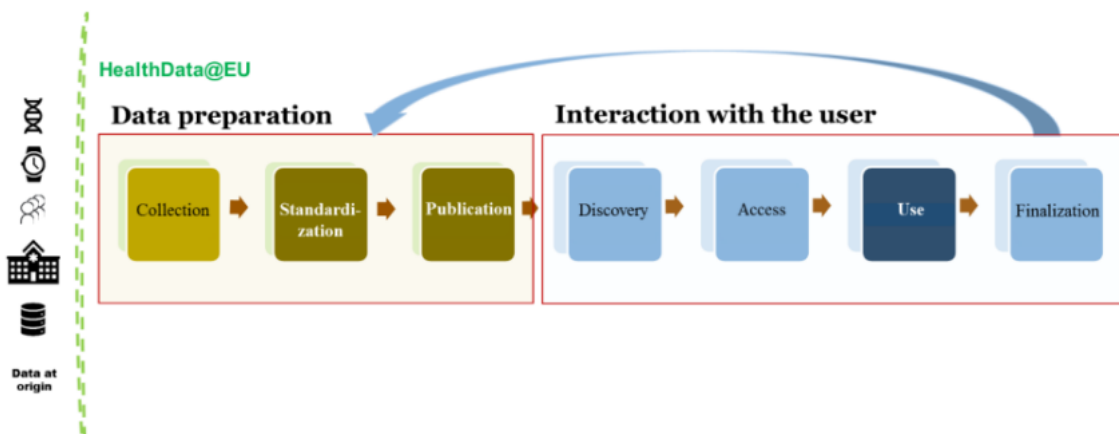 HealthData@EU
Data preparation
Interaction with the user
Collection
Standardi-
zation
Publication
Discovery
Access
Use
Finalization
Data at
origin